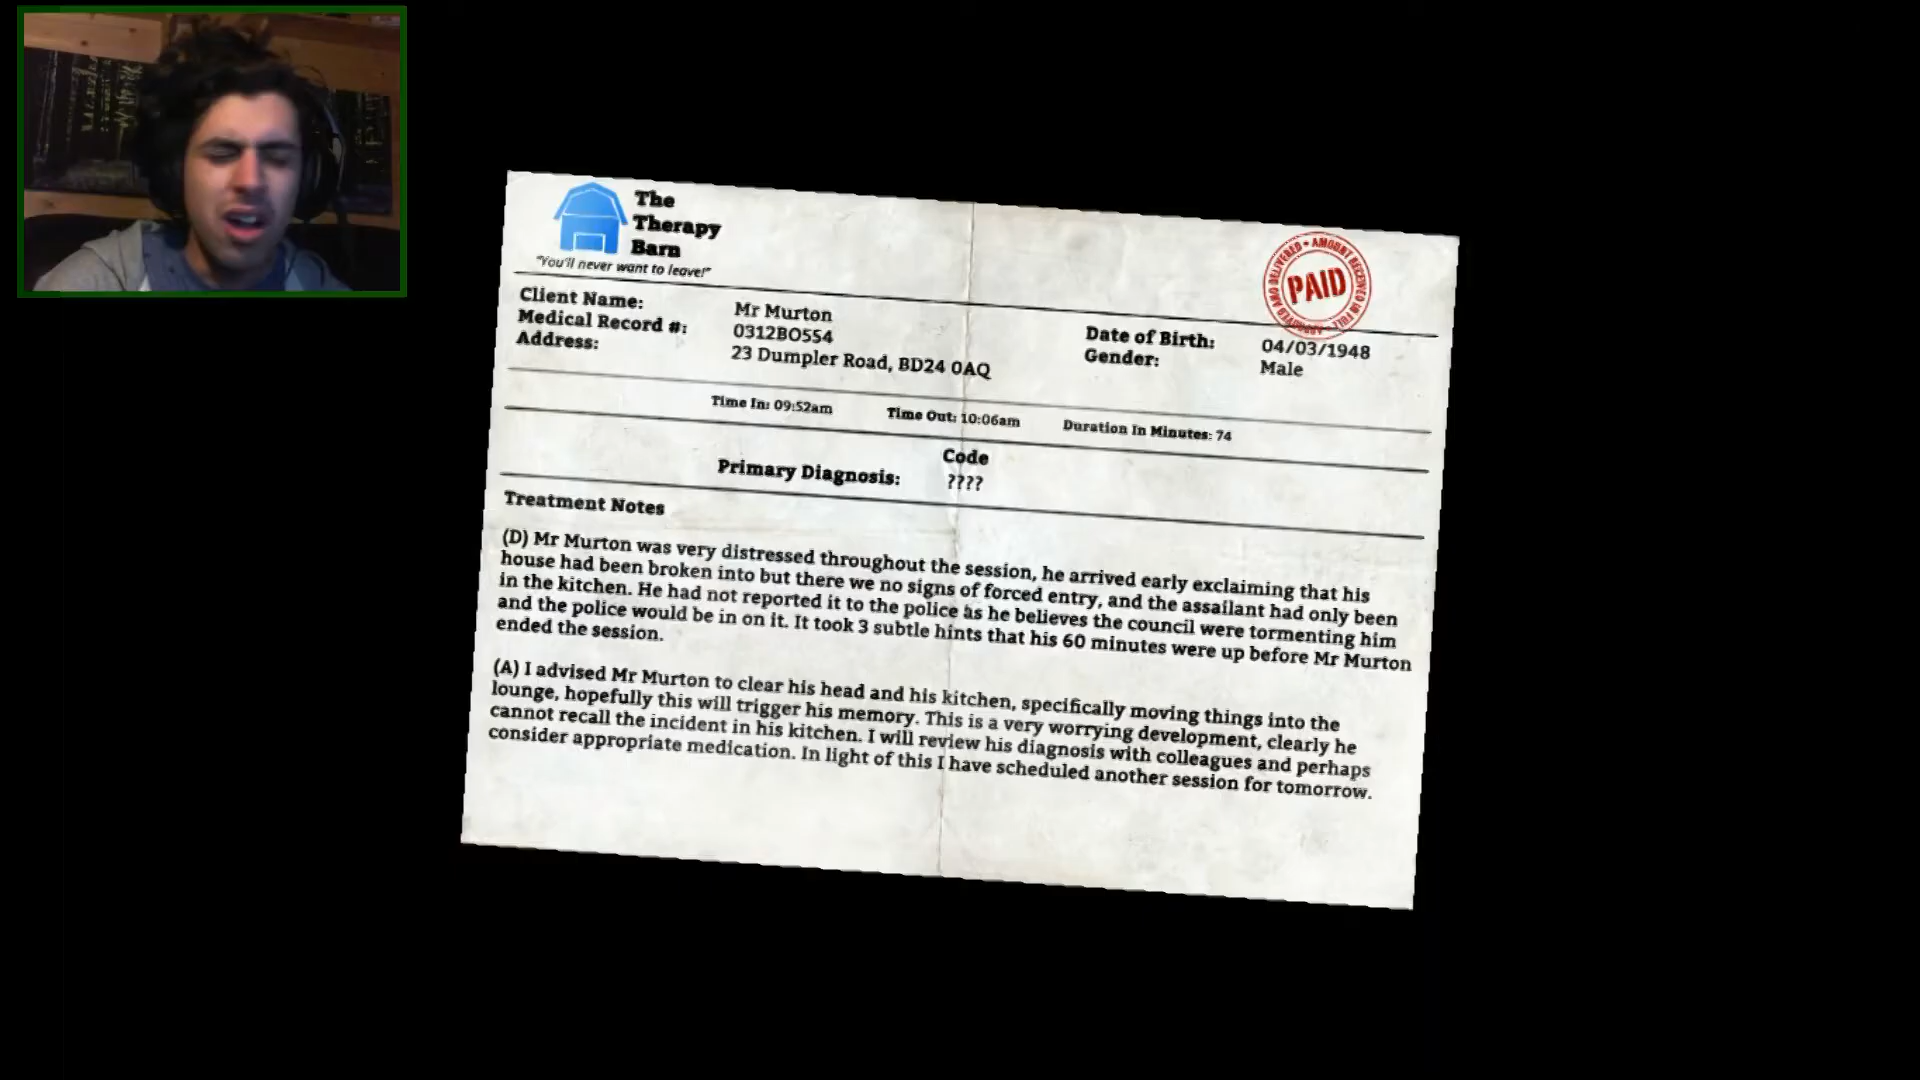 The
Therapy
Barn
"You'll never want to leave!"
PAID
Client Name: Mr Murton
Medical Record #: 0312BO554
Address: 23 Dumpler Road, BD24 0AQ
Date of Birth: 04/03/1948
Gender: Male
Time In: 09:52am Time Out: 10:06am Duration In Minutes: 74
Code
Primary Diagnosis: ????
Treatment Notes
(D) Mr Murton was very distressed throughout the session, he arrived early exclaiming that his
house had been broken into but there we no signs of forced entry, and the assailant had only been
in the kitchen. He had not reported it to the police as he believes the council were tormenting him
and the police would be in on it. It took 3 subtle hints that his 60 minutes were up before Mr Murton
ended the session.
(A) I advised Mr Murton to clear his head and his kitchen, specifically moving things into the
lounge, hopefully this will trigger his memory. This is a very worrying development, clearly he
cannot recall the incident in his kitchen. I will review his diagnosis with colleagues and perhaps
consider appropriate medication. In light of this I have scheduled another session for tomorrow.